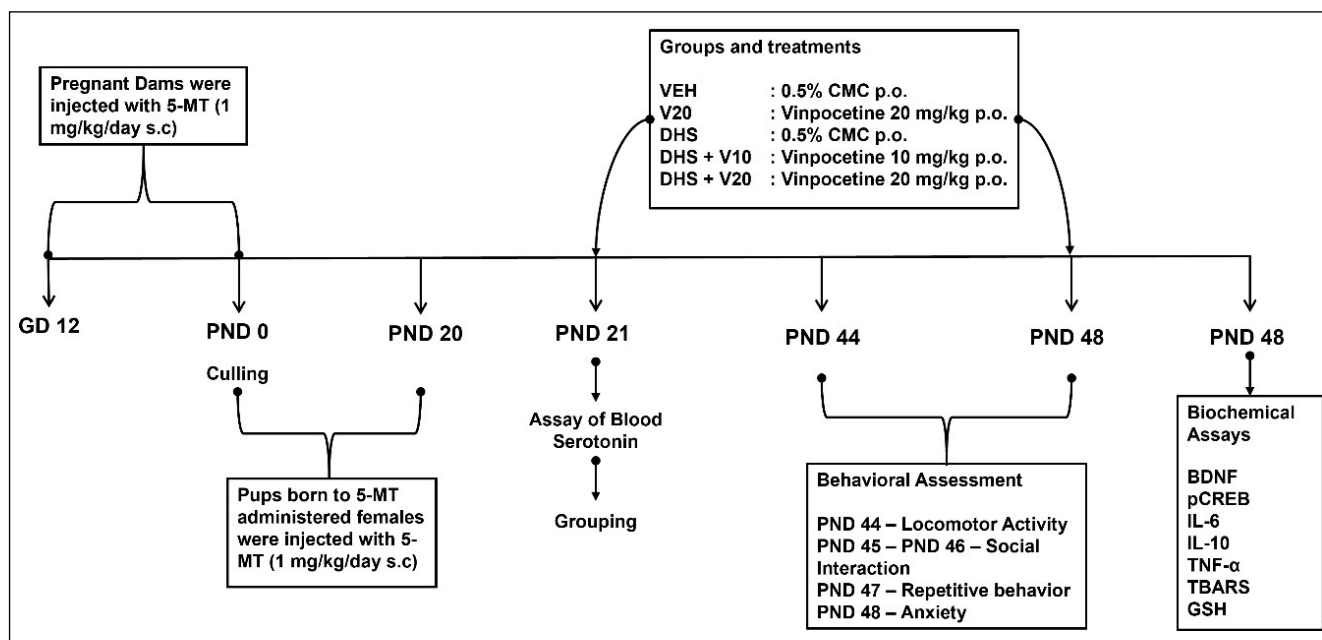 Pregnant Dams were
injected with 5-MT (1
mg/kg/day s.c)
Groups and treatments
VEH : 0.5% CMC p.o.
V20 : Vinpocetine 20 mg/kg p.o.
DHS : 0.5% CMC p.o.
DHS + V10 : Vinpocetine 10 mg/kg p.o.
DHS + V20 : Vinpocetine 20 mg/kg p.o.
GD 12
PND 0
PND 20
PND 21
PND 44
PND 48
PND 48
Culling
Pups born to 5-MT
administered females
were injected with 5-
MT (1 mg/kg/day s.c)
Assay of Blood
Serotonin
Grouping
Behavioral Assessment
PND 44 – Locomotor Activity
PND 45 – PND 46 – Social
Interaction
PND 47 – Repetitive behavior
PND 48 – Anxiety
Biochemical
Assays
BDNF
pCREB
IL-6
IL-10
TNF-α
TBARS
GSH